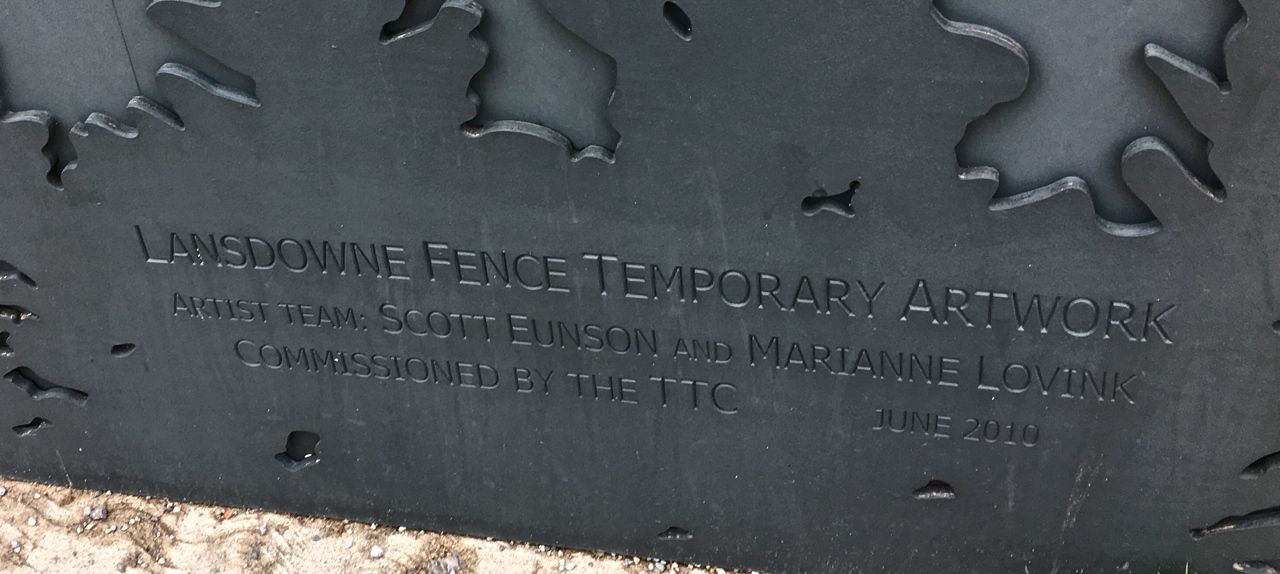 LANSDOWNE FENCE TEMPORARY ARTWORK
ARTIST TEAM: SCOTT EUNSON AND MARIANNE LOVINK
COMMISSIONED BY THE TTC
JUNE 2010